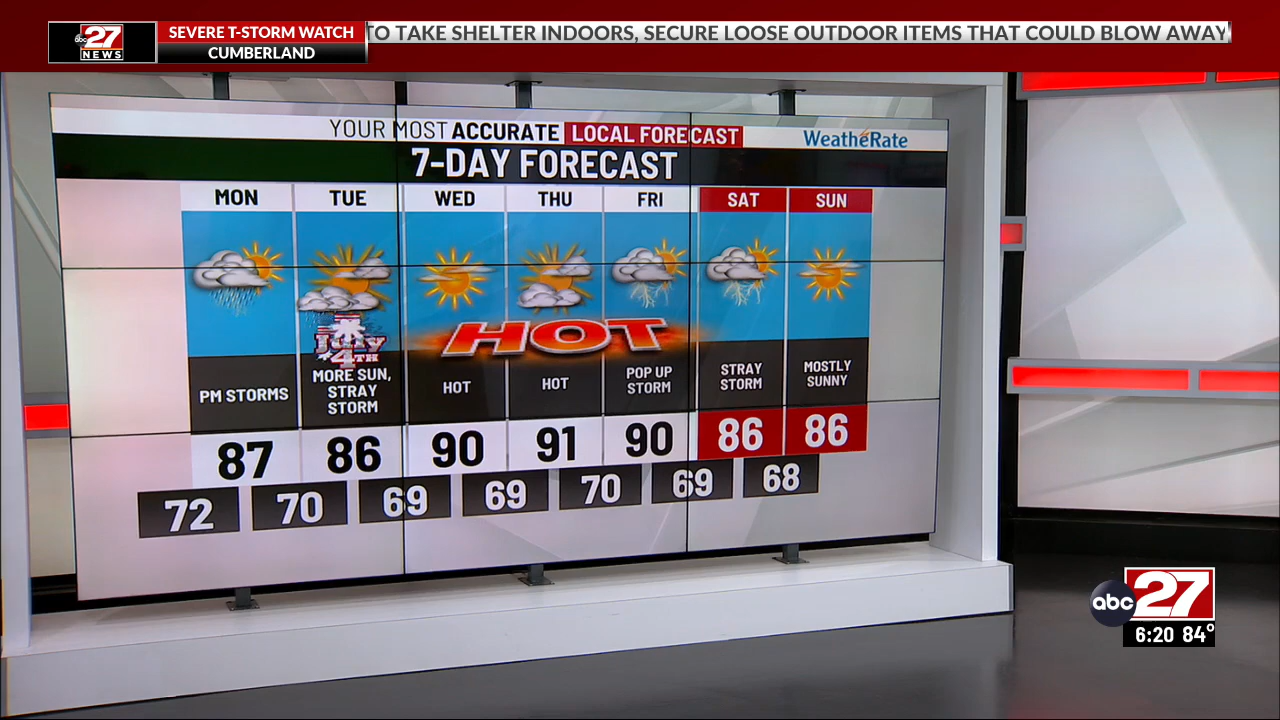 abc 27 NEWS
SEVERE T-STORM WATCH
CUMBERLAND
TO TAKE SHELTER INDOORS, SECURE LOOSE OUTDOOR ITEMS THAT COULD BLOW AWAY
YOUR MOST ACCURATE LOCAL FORECAST
WeatheRate
7-DAY FORECAST
MON TUE WED THU FRI SAT SUN
July 4TH
HOT
PM STORMS
MORE SUN,
STRAY
STORM
HOT
HOT
POP UP
STORM
STRAY
STORM
MOSTLY
SUNNY
87 86 90 91 90 86 86
72 70 69 69 70 69 68
abc 27
6:20 84°